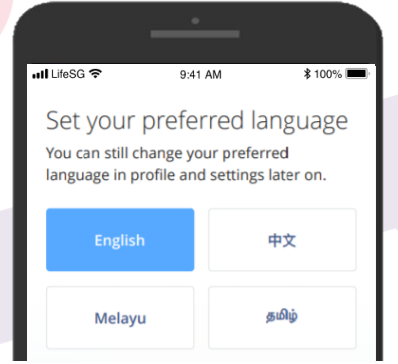 LifeSG 9:41 AM 100%
Set your preferred language
You can still change your preferred
language in profile and settings later on.
English 中文
Melayu தமிழ்